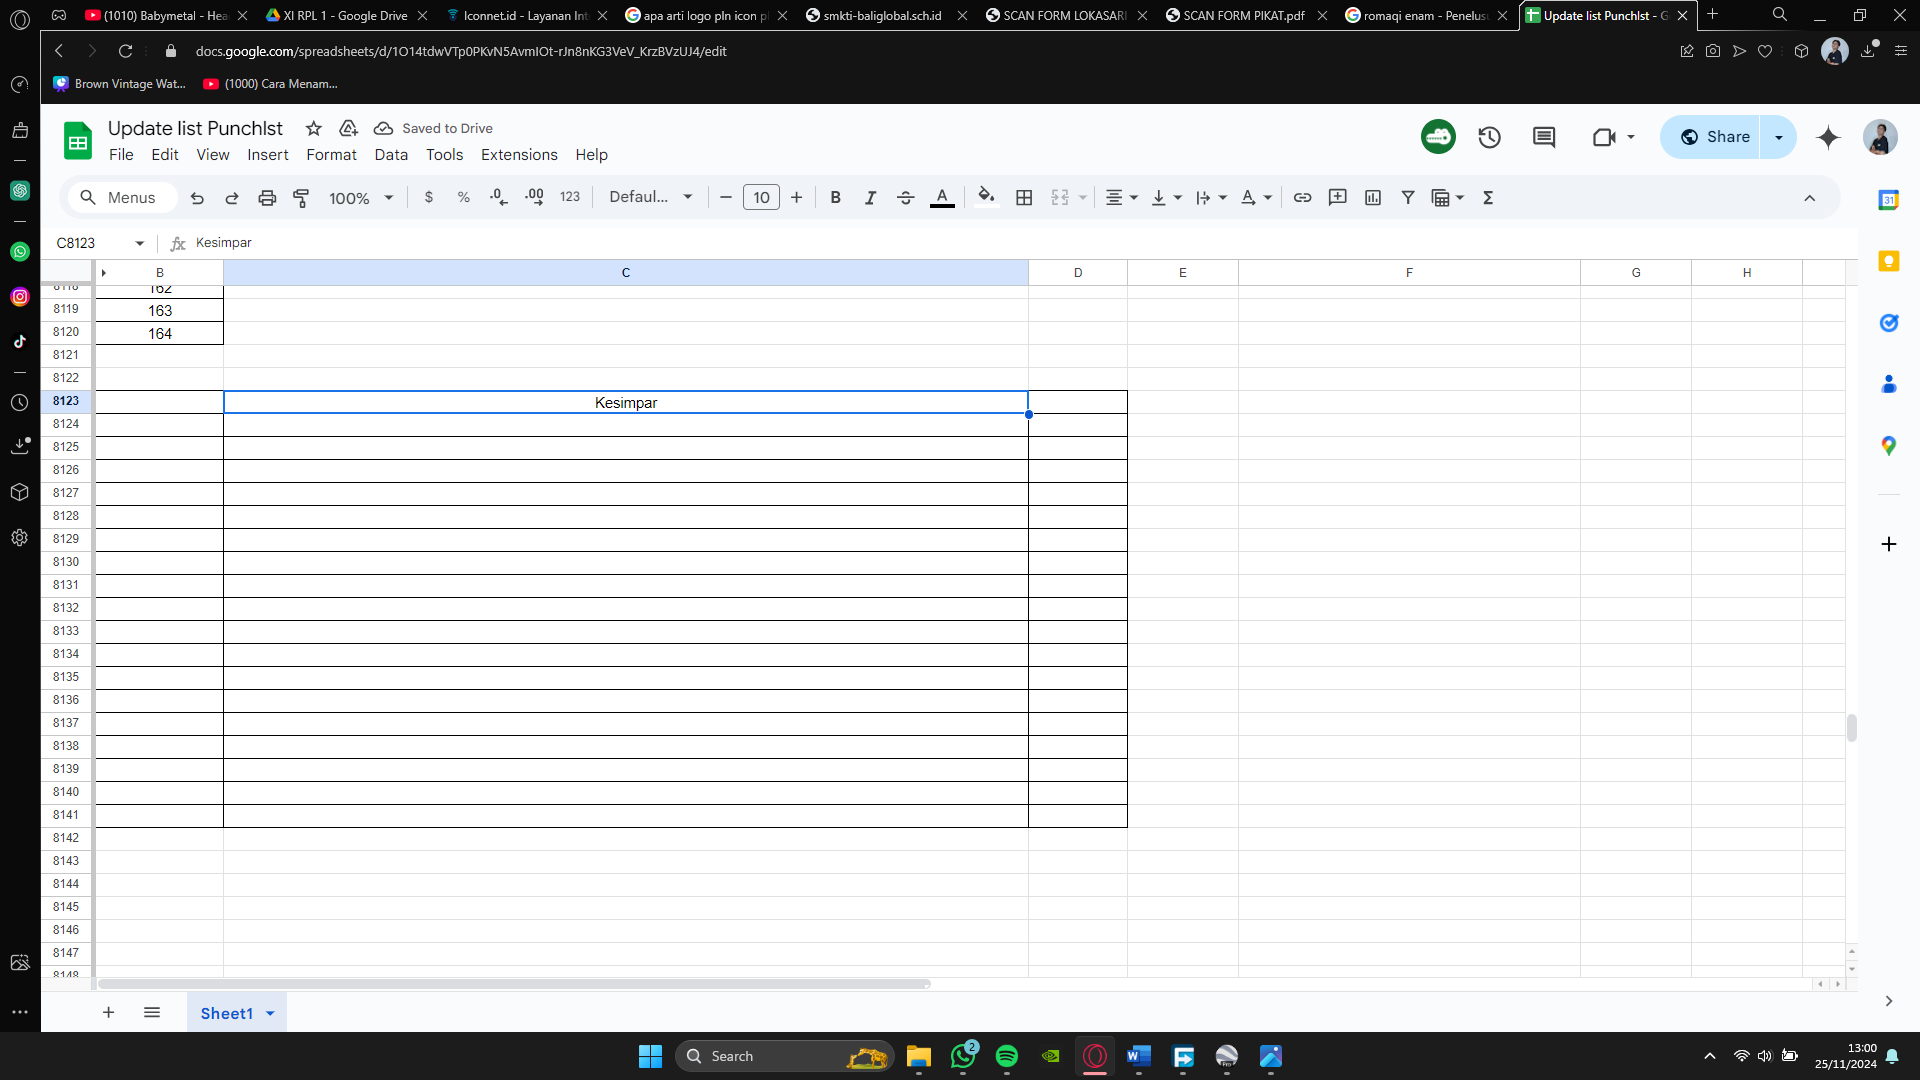 (1010) Babymetal - Hea
XI RPL 1 - Google Drive
Iconnet.id - Layanan Int
apa arti logo pln icon p
smkti-baliglobal.sch.id
SCAN FORM LOKASARI
SCAN FORM PIKAT.pdf
romaqi enam - Penelus
Update list Punchlst - G
docs.google.com/spreadsheets/d/1O14tdwVTp0PKvN5AvmIOt-rJn8nKG3VeV_KrzBVzUJ4/edit
Brown Vintage Wat...
(1000) Cara Menam...
Update list Punchlst
Saved to Drive
File Edit View Insert Format Data Tools Extensions Help
Share
Menus 100% $ % .0 .00 123 Defaul... 10 B I A Σ
31
C8123 fx Kesimpar
B C D E F G H
8118 162
8119 163
8120 164
8121
8122
8123 Kesimpar
8124
8125
8126
8127
8128
8129
8130
8131
8132
8133
8134
8135
8136
8137
8138
8139
8140
8141
8142
8143
8144
8145
8146
8147
8148
Sheet1
Search
2
13:00
25/11/2024